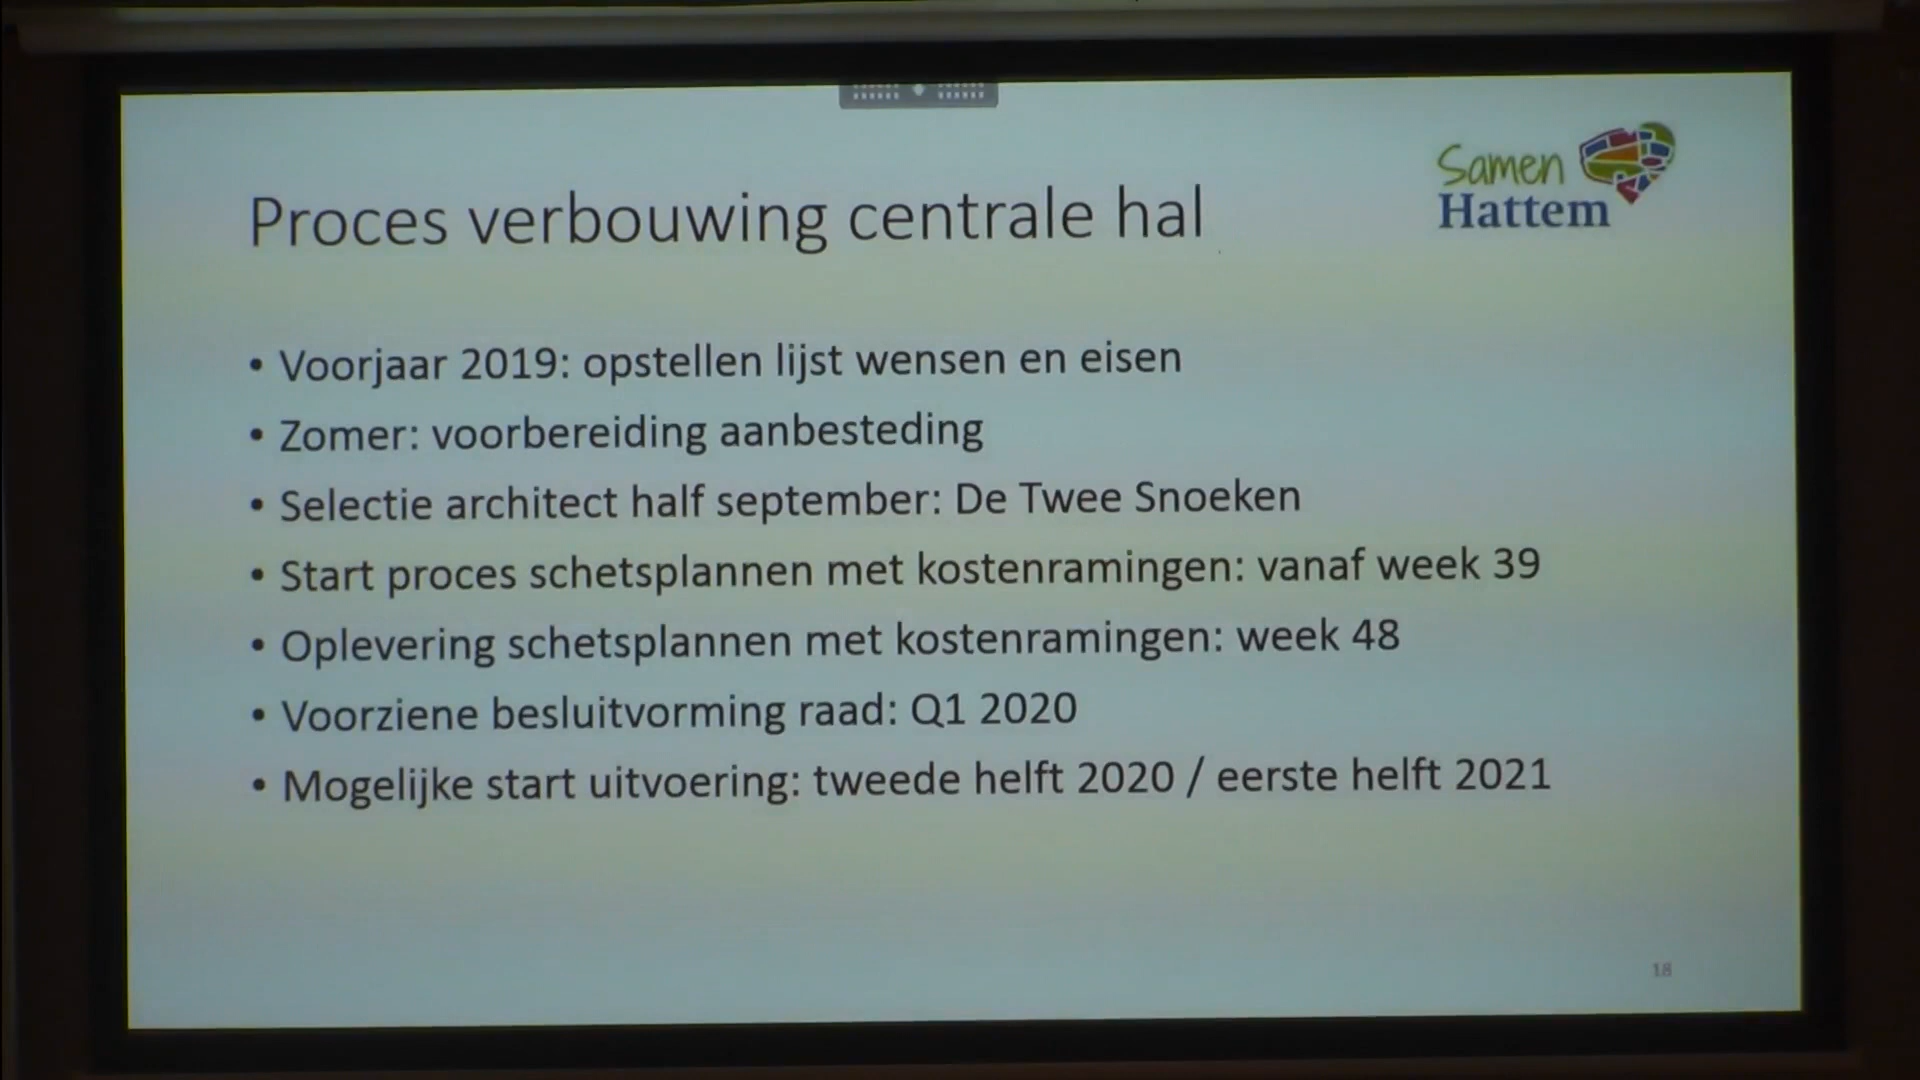 Samen
Hattem
Proces verbouwing centrale hal
• Voorjaar 2019: opstellen lijst wensen en eisen
• Zomer: voorbereiding aanbesteding
• Selectie architect half september: De Twee Snoeken
• Start proces schetsplannen met kostenramingen: vanaf week 39
• Oplevering schetsplannen met kostenramingen: week 48
• Voorziene besluitvorming raad: Q1 2020
• Mogelijke start uitvoering: tweede helft 2020 / eerste helft 2021
18